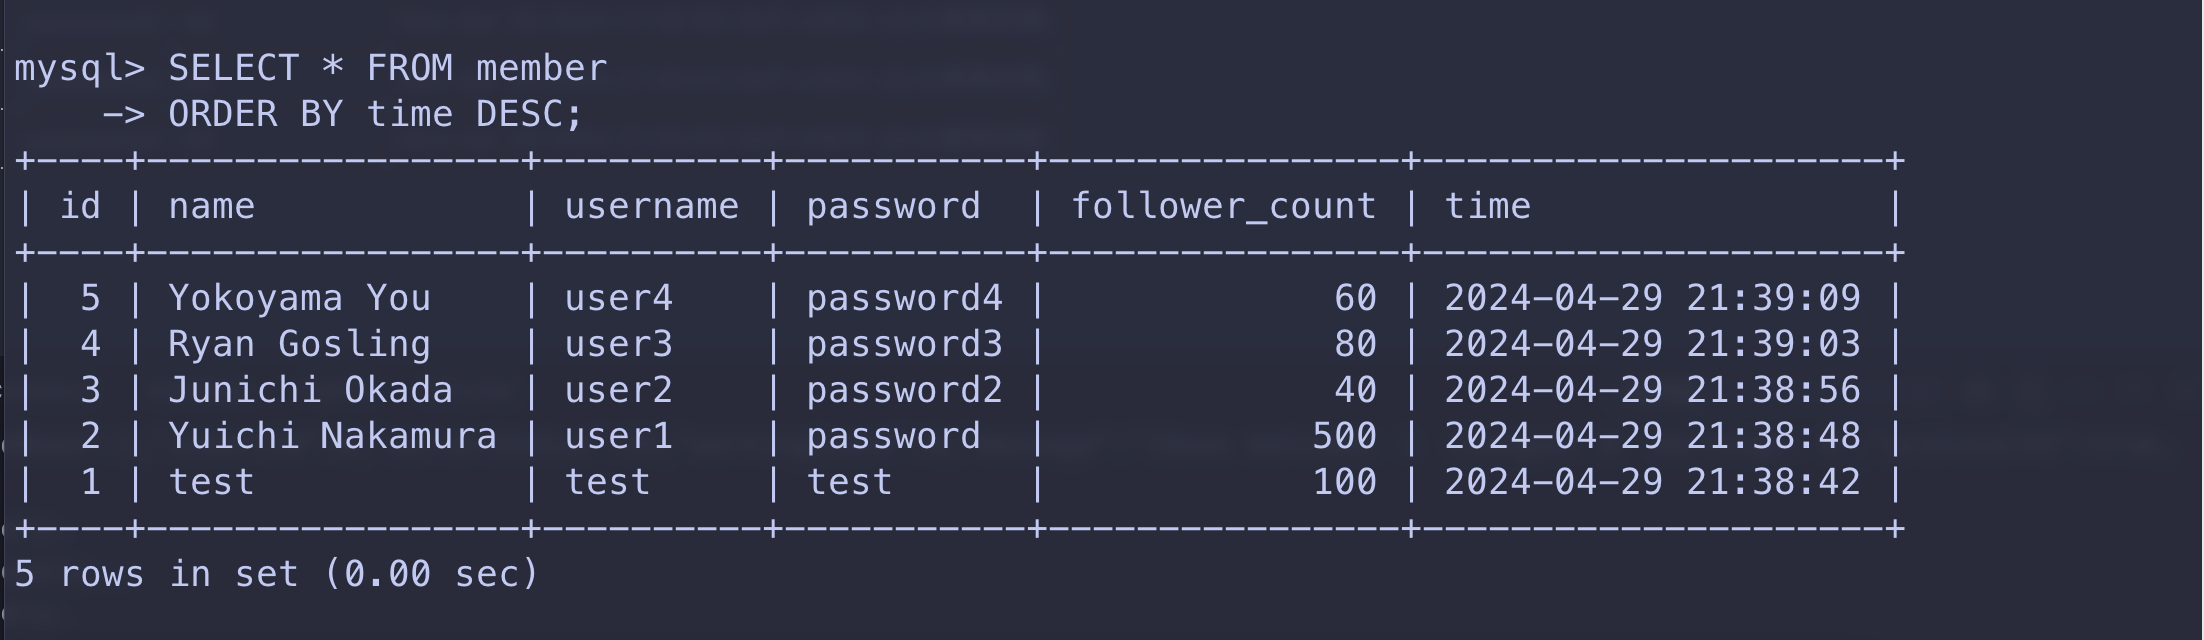 mysql> SELECT * FROM member
    -> ORDER BY time DESC;
+----+-----------------+----------+-----------+----------------+---------------------+
| id | name            | username | password  | follower_count | time                |
+----+-----------------+----------+-----------+----------------+---------------------+
|  5 | Yokoyama You    | user4    | password4 |             60 | 2024-04-29 21:39:09 |
|  4 | Ryan Gosling    | user3    | password3 |             80 | 2024-04-29 21:39:03 |
|  3 | Junichi Okada   | user2    | password2 |             40 | 2024-04-29 21:38:56 |
|  2 | Yuichi Nakamura | user1    | password  |            500 | 2024-04-29 21:38:48 |
|  1 | test            | test     | test      |            100 | 2024-04-29 21:38:42 |
+----+-----------------+----------+-----------+----------------+---------------------+
5 rows in set (0.00 sec)